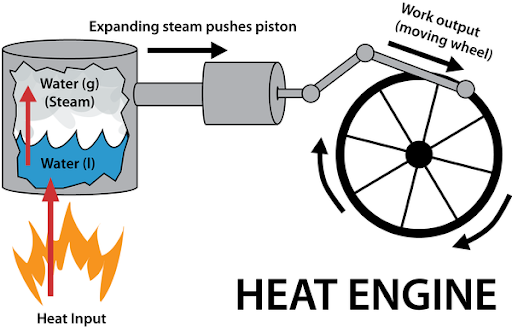 Expanding steam pushes piston
Work output
(moving wheel)
Water (g)
(Steam)
Water (l)
Heat Input
HEAT ENGINE